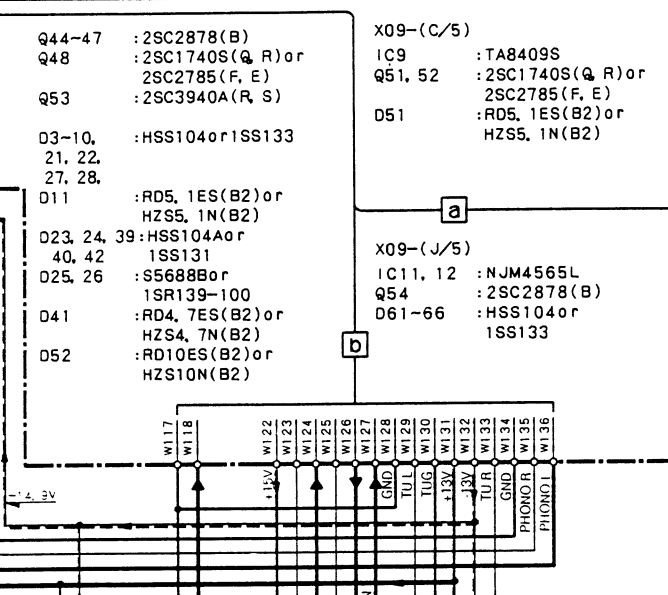 Q44~47 :2SC2878(B)
Q48 :2SC1740S(Q,R)or
2SC2785(F,E)
Q53 :2SC3940A(R,S)
D3~10, :HSS104or1SS133
21,22,
27,28,
D11 :RD5.1ES(B2)or
HZS5.1N(B2)
D23,24,39:HSS104Aor
40,42 1SS131
D25,26 :S5688Bor
1SR139-100
D41 :RD4.7ES(B2)or
HZS4.7N(B2)
D52 :RD10ES(B2)or
HZS10N(B2)
X09-(C/5)
IC9 :TA8409S
Q51,52 :2SC1740S(Q,R)or
2SC2785(F,E)
D51 :RD5.1ES(B2)or
HZS5.1N(B2)
a
X09-(J/5)
IC11,12 :NJM4565L
Q54 :2SC2878(B)
D61~66 :HSS104or
1SS133
b
W117
W118
W122
W123
W124
W125
W126
W127
W128
W129
W130
W131
W132
W133
W134
W135
W136
+15V
GND
TU L
TUG
+13V
-13V
TU R
GND
PHONO R
PHONO L
-14.9V